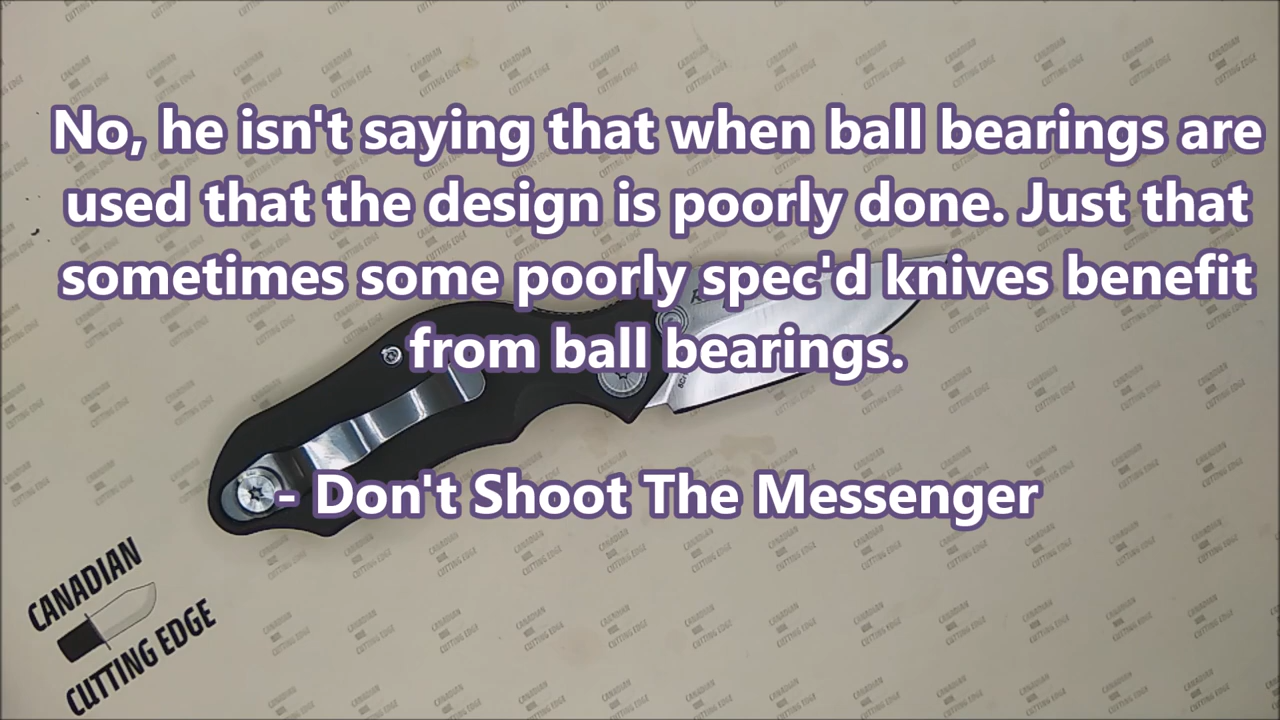 No, he isn't saying that when ball bearings are
used that the design is poorly done. Just that
sometimes some poorly spec'd knives benefit
from ball bearings.
- Don't Shoot The Messenger
CANADIAN
CUTTING EDGE